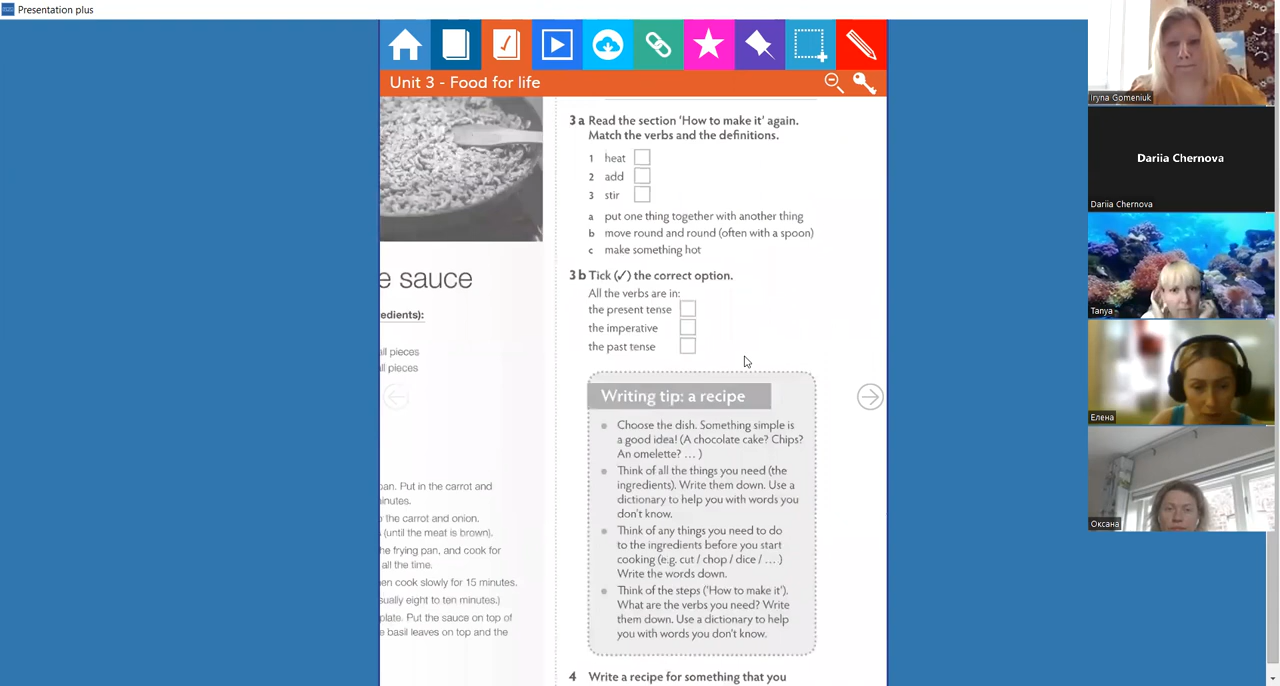 Presentation plus
Unit 3 - Food for life
e sauce
edients):
all pieces
all pieces
pan. Put in the carrot and
inutes.
o the carrot and onion.
(until the meat is brown).
he frying pan, and cook for
all the time.
en cook slowly for 15 minutes.
sually eight to ten minutes.)
plate. Put the sauce on top of
e basil leaves on top and the
3 a Read the section 'How to make it' again.
Match the verbs and the definitions.
1 heat
2 add
3 stir
a put one thing together with another thing
b move round and round (often with a spoon)
c make something hot
3 b Tick (✓) the correct option.
All the verbs are in:
the present tense
the imperative
the past tense
Writing tip: a recipe
• Choose the dish. Something simple is
a good idea! (A chocolate cake? Chips?
An omelette? ... )
• Think of all the things you need (the
ingredients). Write them down. Use a
dictionary to help you with words you
don't know.
• Think of any things you need to do
to the ingredients before you start
cooking (e.g. cut / chop / dice / ... )
Write the words down.
• Think of the steps ('How to make it').
What are the verbs you need? Write
them down. Use a dictionary to help
you with words you don't know.
4 Write a recipe for something that you
Iryna Gomeniuk
Dariia Chernova
Dariia Chernova
Tanya
Елена
Оксана